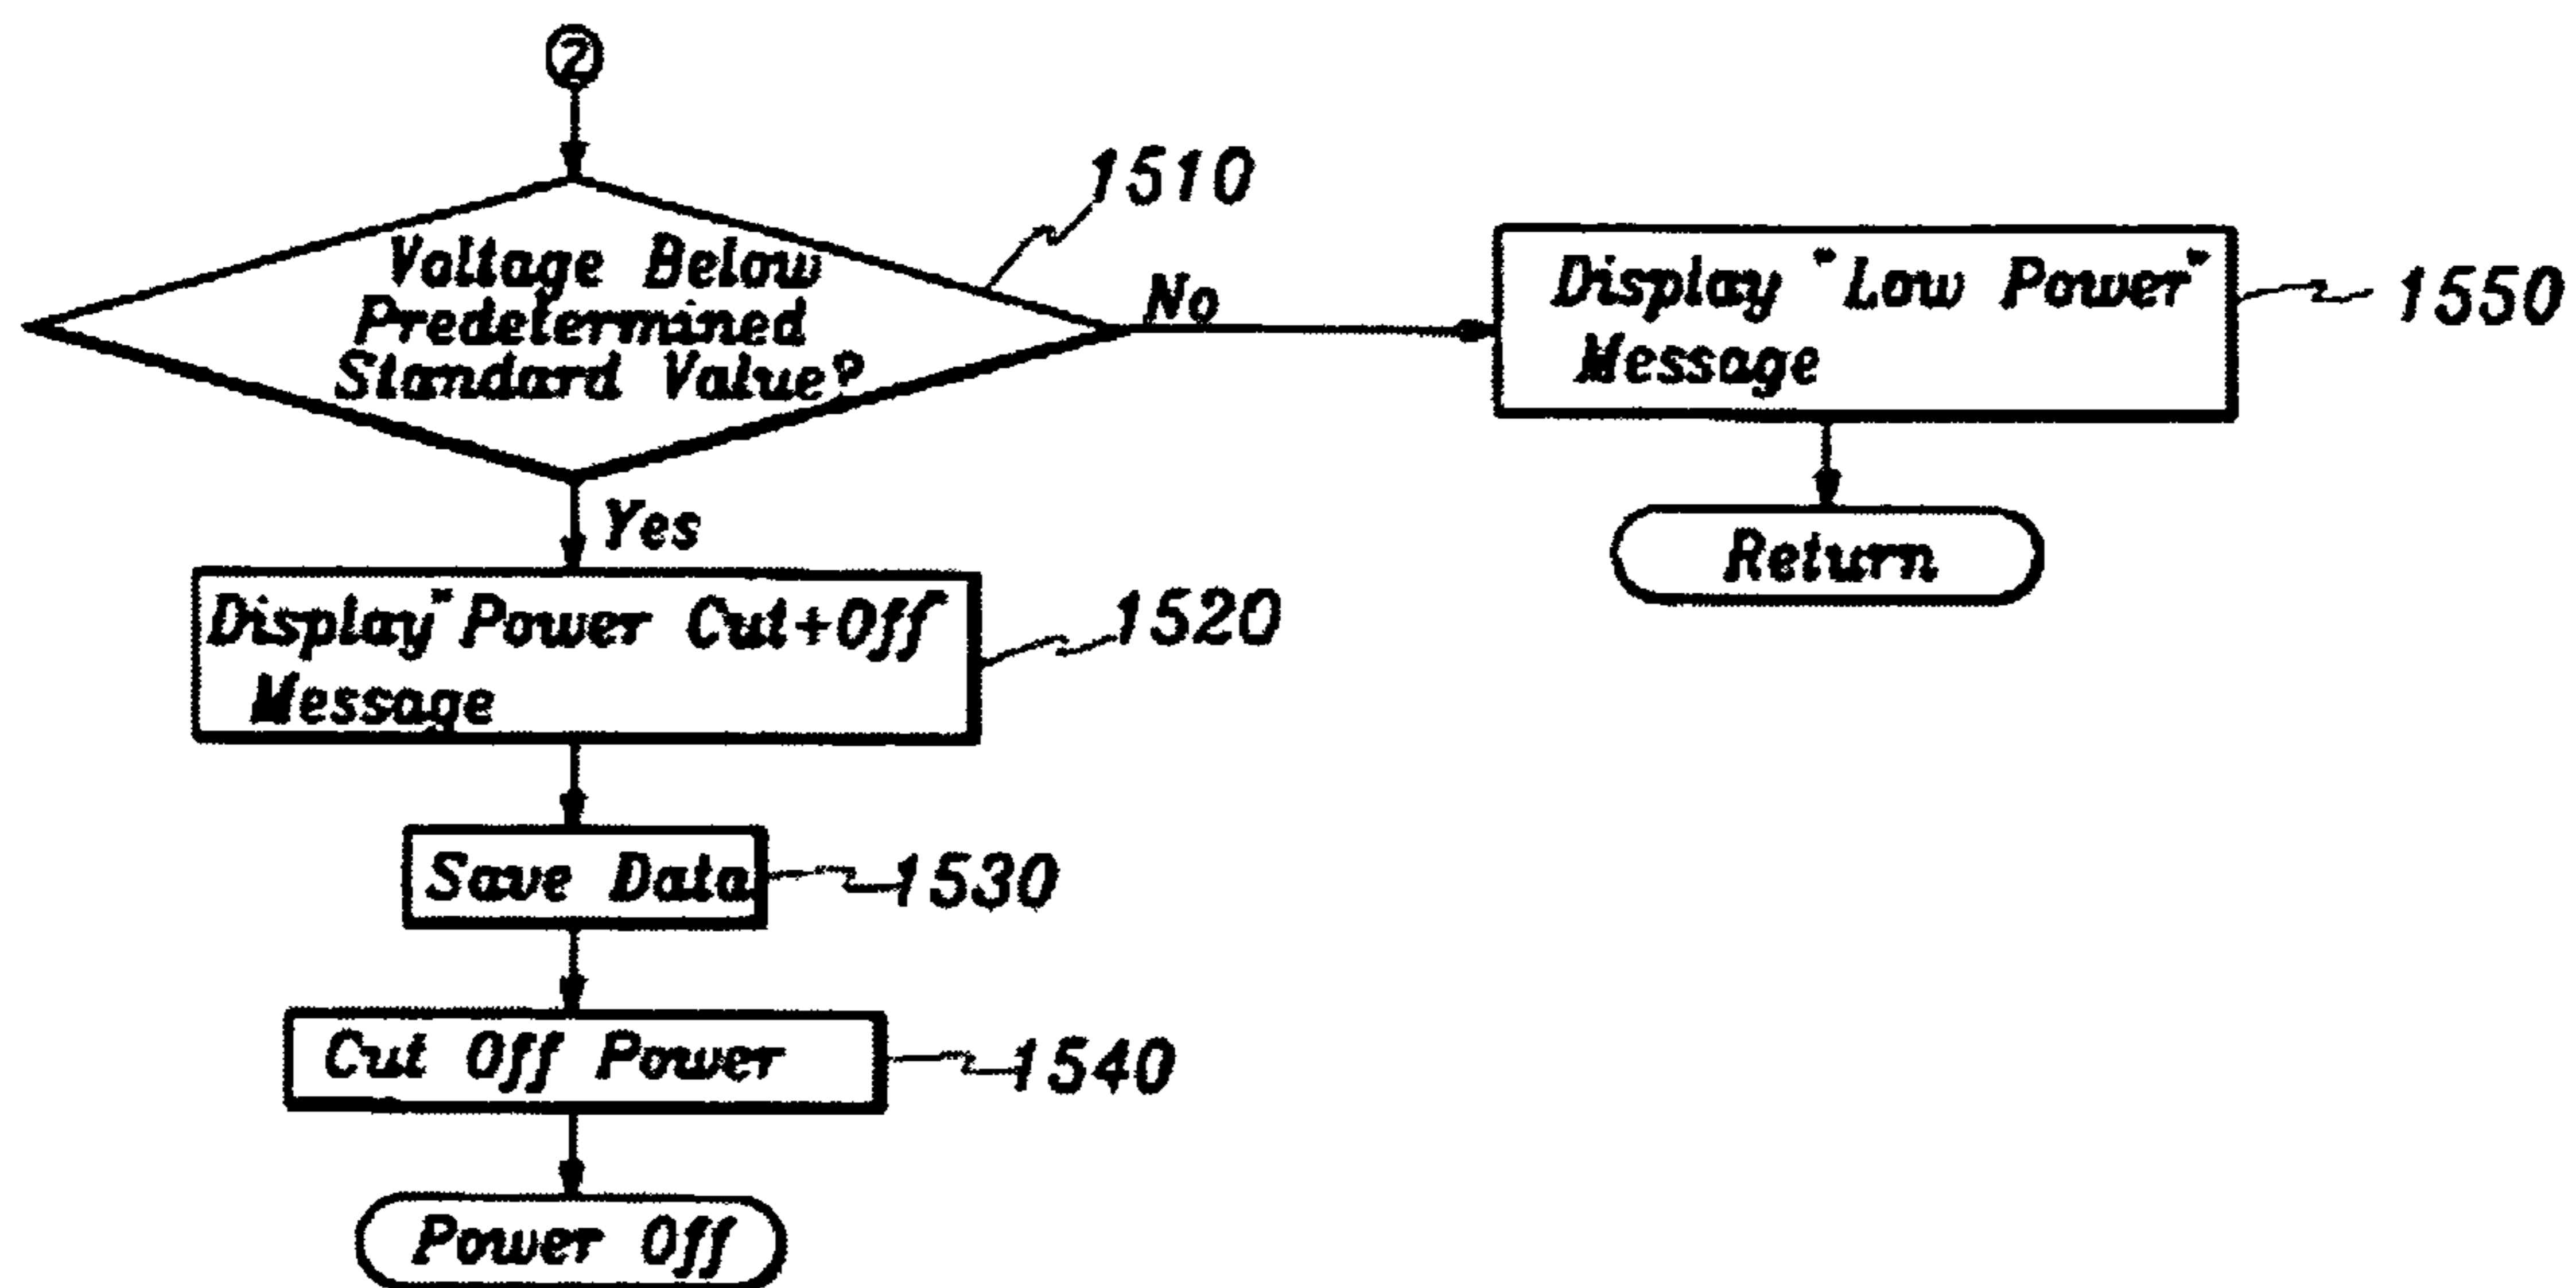 2
1510
Voltage Below
Predetermined
Standard Value?
No
Display "Low Power"
Message
1550
Return
Yes
Display "Power Cut+Off"
Message
1520
Save Data
1530
Cut Off Power
1540
Power Off